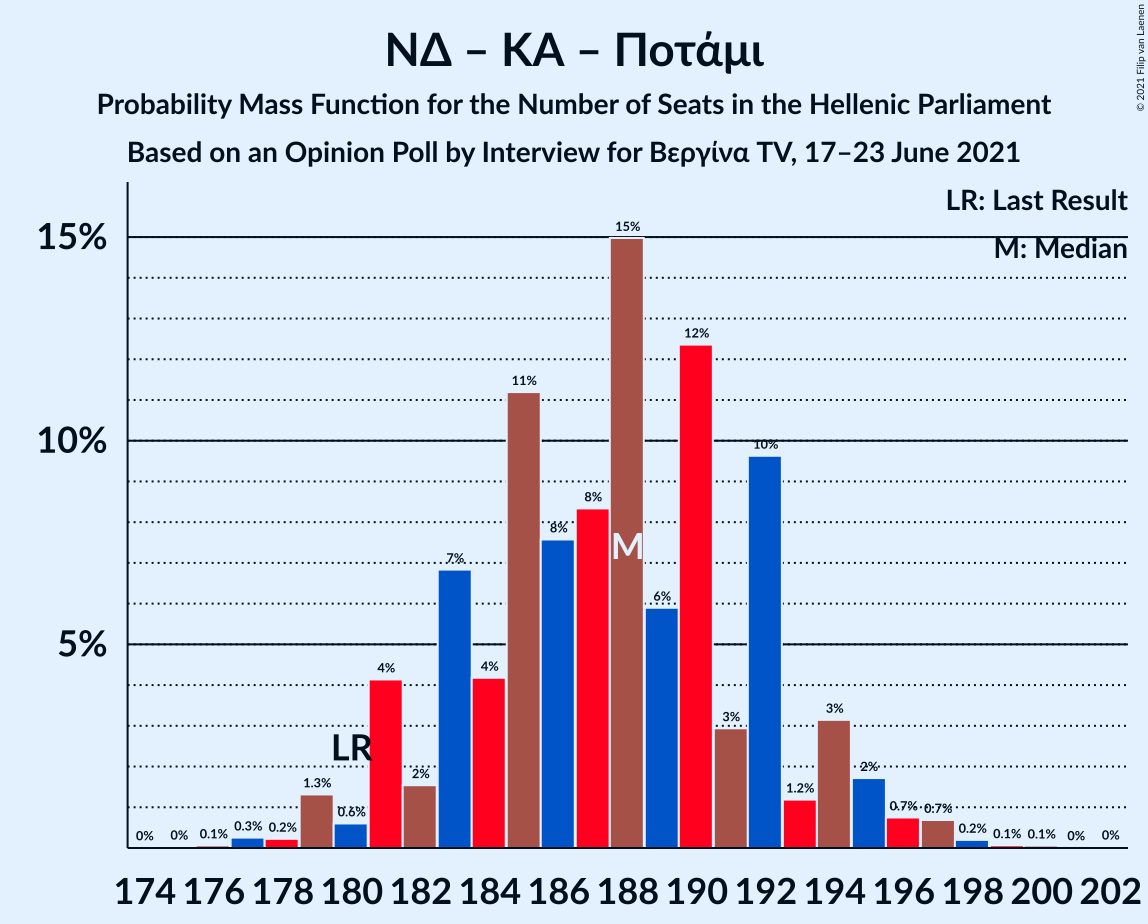 ΝΔ – ΚΑ – Ποτάμι
Probability Mass Function for the Number of Seats in the Hellenic Parliament
Based on an Opinion Poll by Interview for Βεργίνα TV, 17–23 June 2021
© 2021 Filip van Laenen
LR: Last Result
M: Median
15%
10%
5%
0% 0% 0.1% 0.3% 0.2% 1.3% 0.6% 4% 2% 7% 4% 11% 8% 8% 15% 6% 12% 3% 10% 1.2% 3% 2% 0.7% 0.7% 0.2% 0.1% 0.1% 0% 0%
LR
M
174 176 178 180 182 184 186 188 190 192 194 196 198 200 202